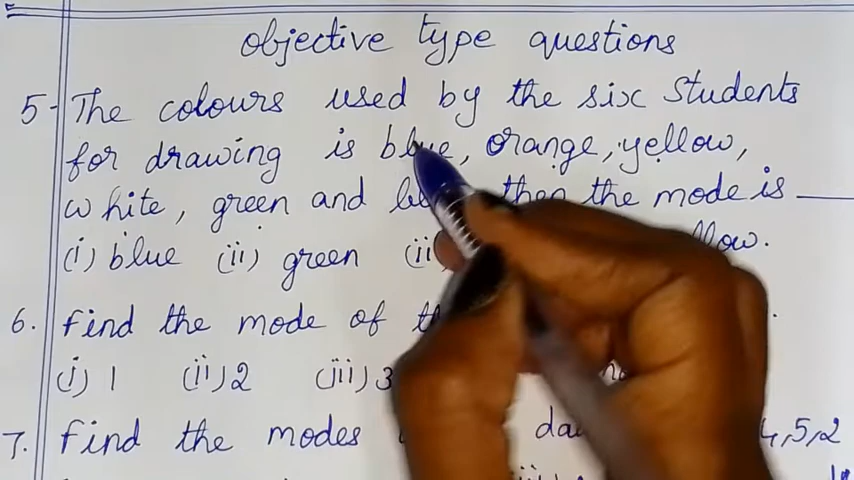 objective type questions
5- The colours used by the six Students
for drawing is blue, orange, yellow,
white, green and then the mode is
(i) blue (ii) green
6. Find the mode of
(i) 1 (ii) 2 (iii) 3
7. Find the modes 4,5,2